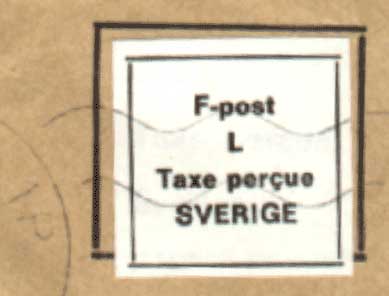 F-post
L
Taxe perçue
SVERIGE